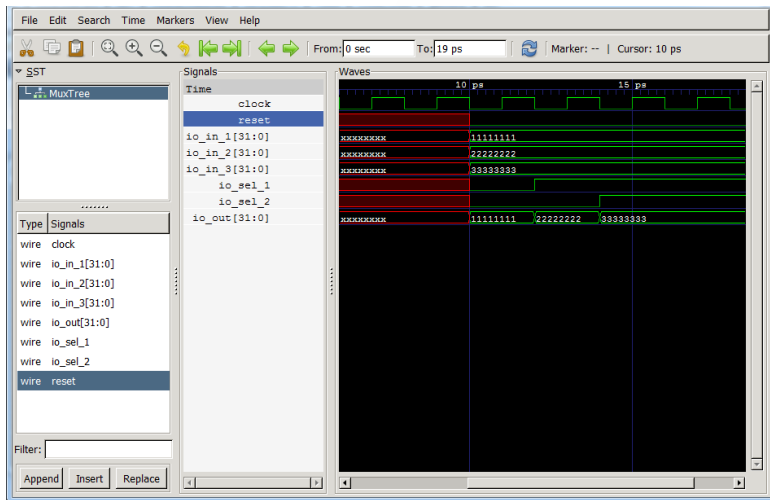 File Edit Search Time Markers View Help
From: 0 sec To: 19 ps Marker: -- | Cursor: 10 ps
SST
MuxTree
Type Signals
wire clock
wire io_in_1[31:0]
wire io_in_2[31:0]
wire io_in_3[31:0]
wire io_out[31:0]
wire io_sel_1
wire io_sel_2
wire reset
Filter:
Append Insert Replace
Signals
Time
clock
reset
io_in_1[31:0]
io_in_2[31:0]
io_in_3[31:0]
io_sel_1
io_sel_2
io_out[31:0]
Waves
10 ps 15 ps
xxxxxxxx 11111111
xxxxxxxx 22222222
xxxxxxxx 33333333
xxxxxxxx 11111111 22222222 33333333